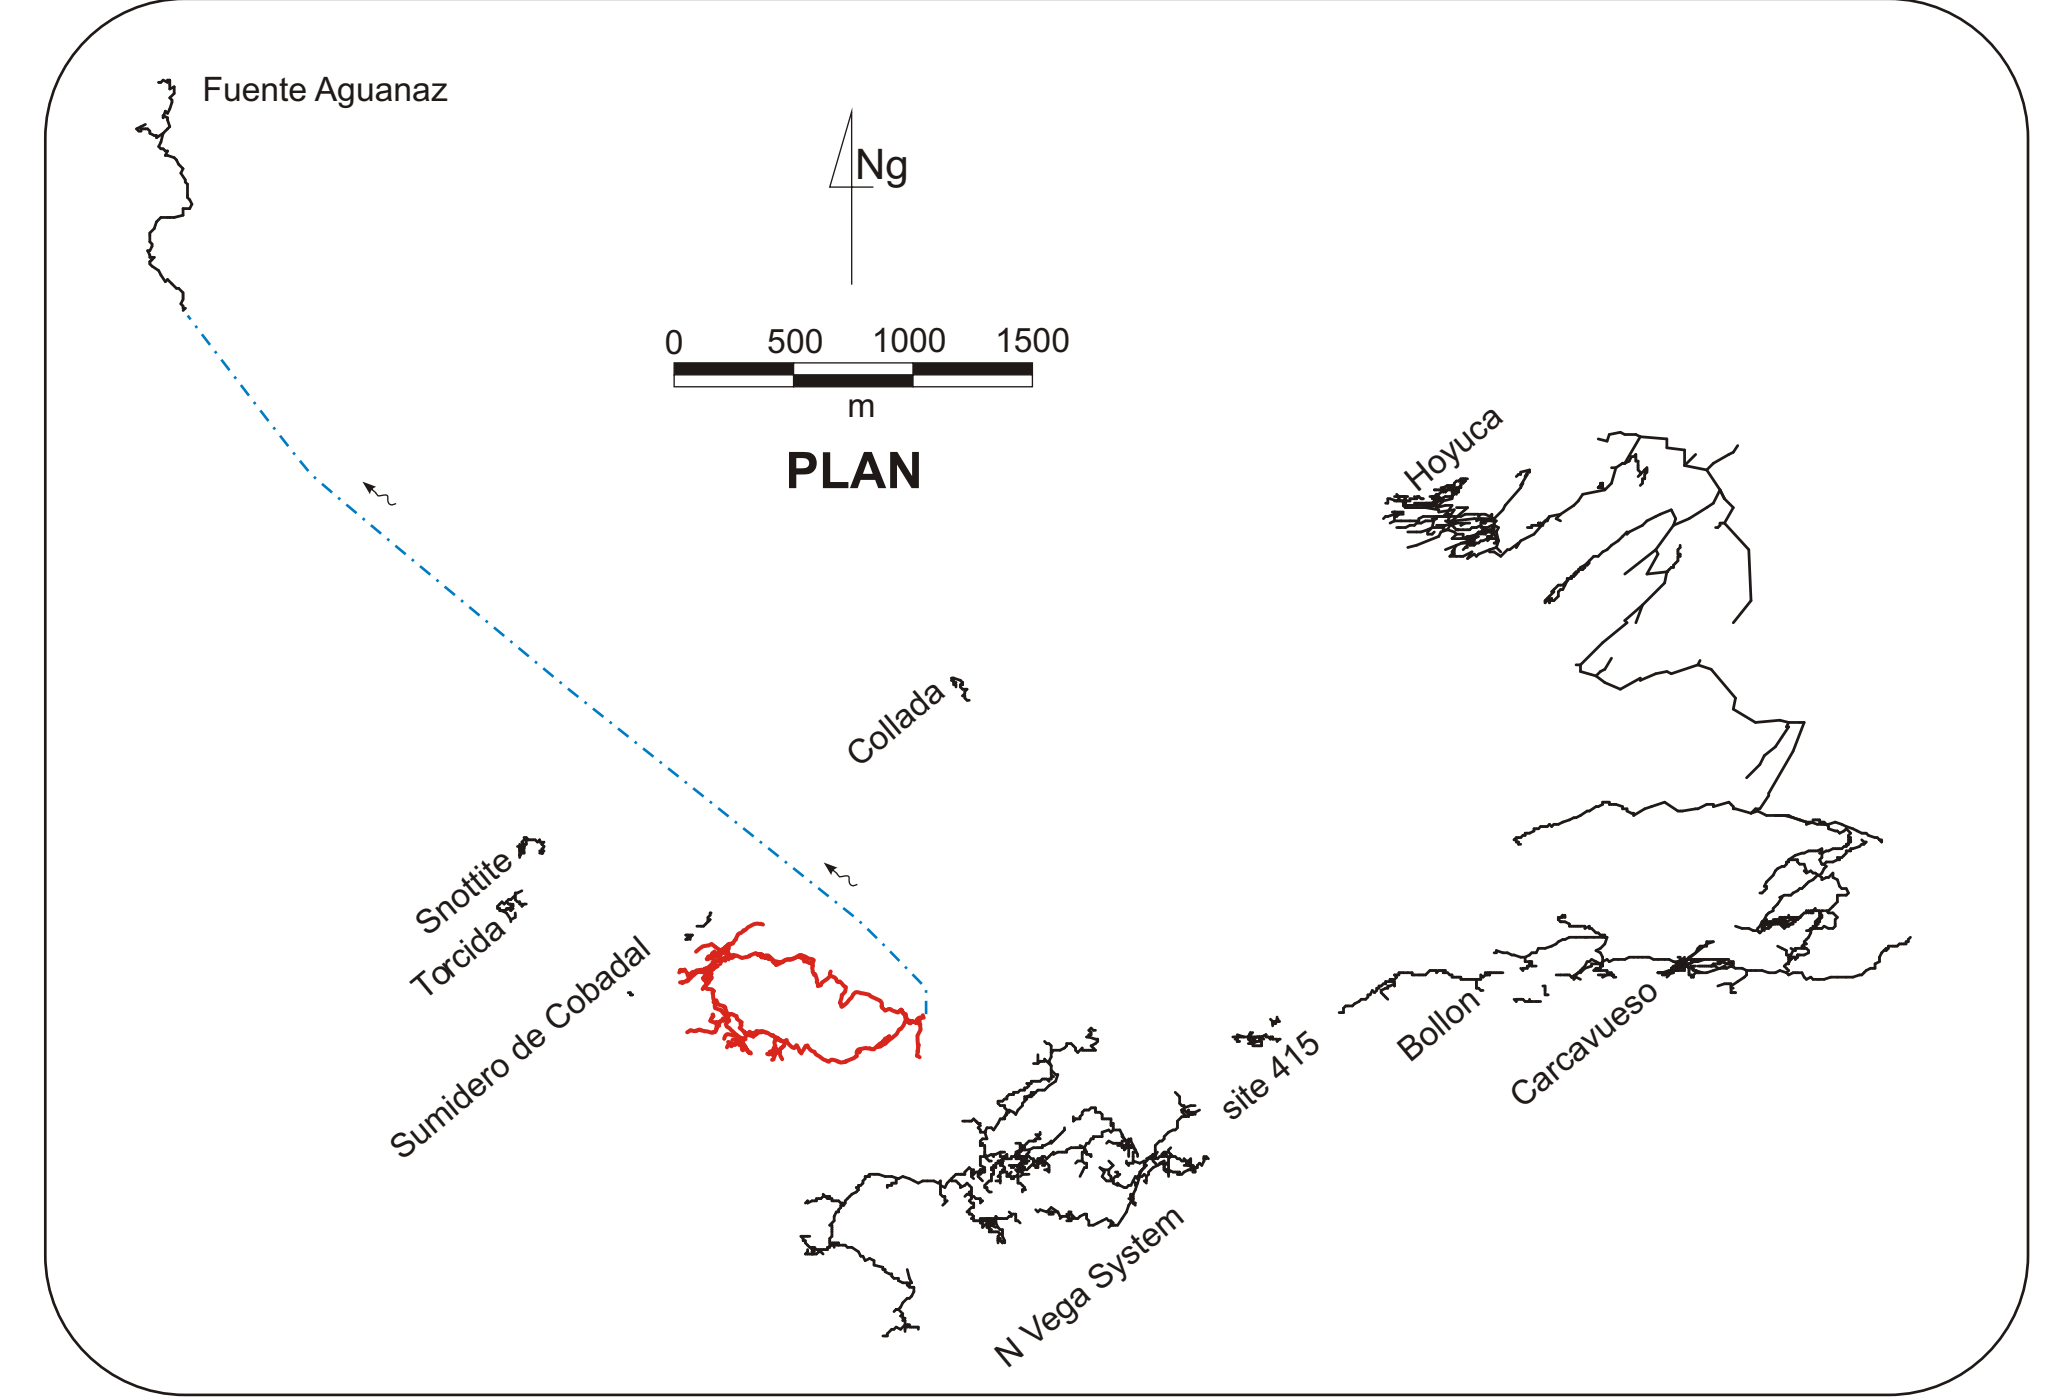 Fuente Aguanaz
Ng
0 500 1000 1500
m
PLAN
Hoyuca
Collada
Snottite
Torcida
Sumidero de Cobadal
site 415
Bollon
Carcavueso
N Vega System